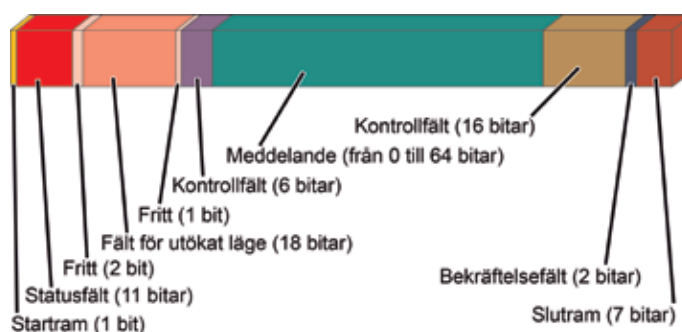 Kontrollfält (16 bitar)
Meddelande (från 0 till 64 bitar)
Kontrollfält (6 bitar)
Fritt (1 bit)
Fält för utökat läge (18 bitar)
Fritt (2 bit)
Bekräftelsefält (2 bitar)
Statusfält (11 bitar)
Slutram (7 bitar)
Startram (1 bit)